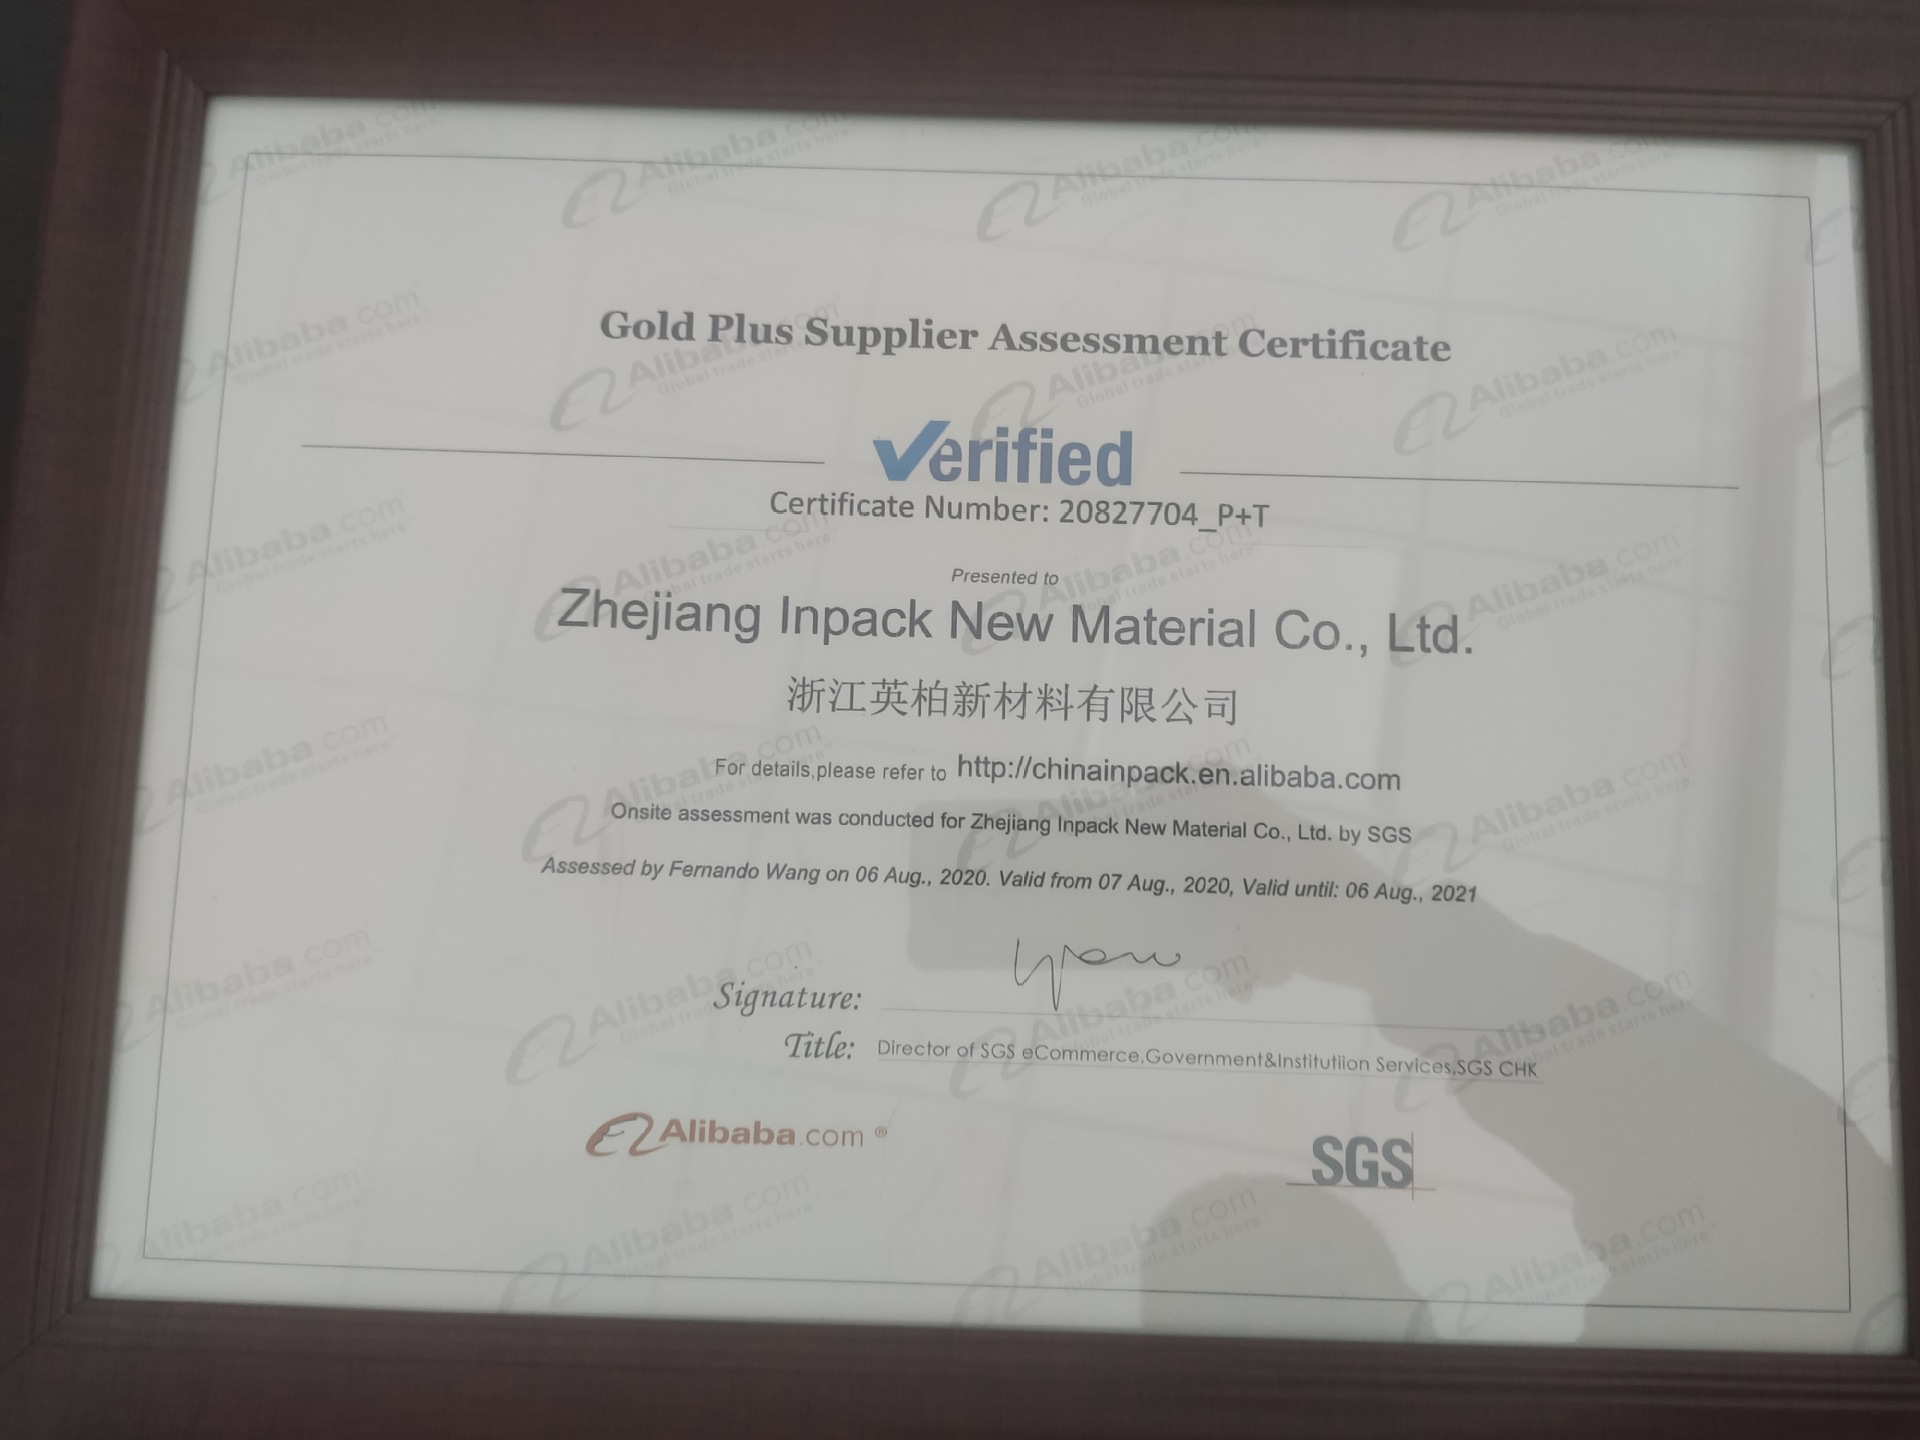 Gold Plus Supplier Assessment Certificate
Verified
Certificate Number: 20827704_P+T
Presented to
Zhejiang Inpack New Material Co., Ltd.
浙江英柏新材料有限公司
For details,please refer to http://chinainpack.en.alibaba.com
Onsite assessment was conducted for Zhejiang Inpack New Material Co., Ltd. by SGS
Assessed by Fernando Wang on 06 Aug., 2020. Valid from 07 Aug., 2020, Valid until: 06 Aug., 2021
Signature:
Title: Director of SGS eCommerce,Government&Institutiion Services,SGS CHK
Alibaba.com ®
SGS